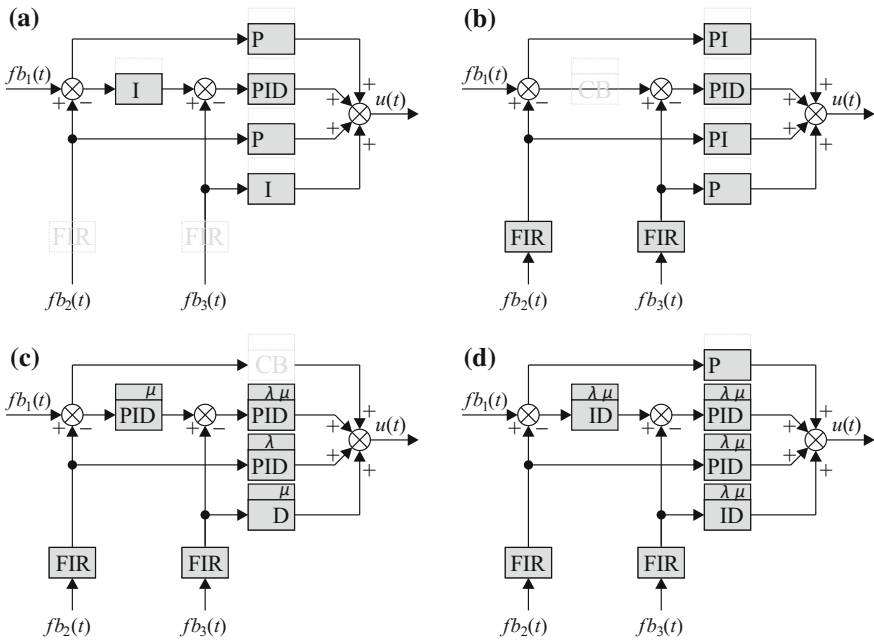 (a)
P
fb₁(t)
+
−
I
+
−
PID
+
+
u(t)
P
+
+
I
FIR
FIR
fb₂(t)
fb₃(t)
(b)
PI
fb₁(t)
+
−
CB
+
−
PID
+
+
u(t)
PI
+
+
P
FIR
FIR
fb₂(t)
fb₃(t)
(c)
CB
fb₁(t)
+
−
μ
PID
+
−
λ μ
PID
+
+
u(t)
λ
PID
+
+
μ
D
FIR
FIR
fb₂(t)
fb₃(t)
(d)
P
fb₁(t)
+
−
λ μ
ID
+
−
λ μ
PID
+
+
u(t)
λ μ
PID
+
+
λ μ
ID
FIR
FIR
fb₂(t)
fb₃(t)